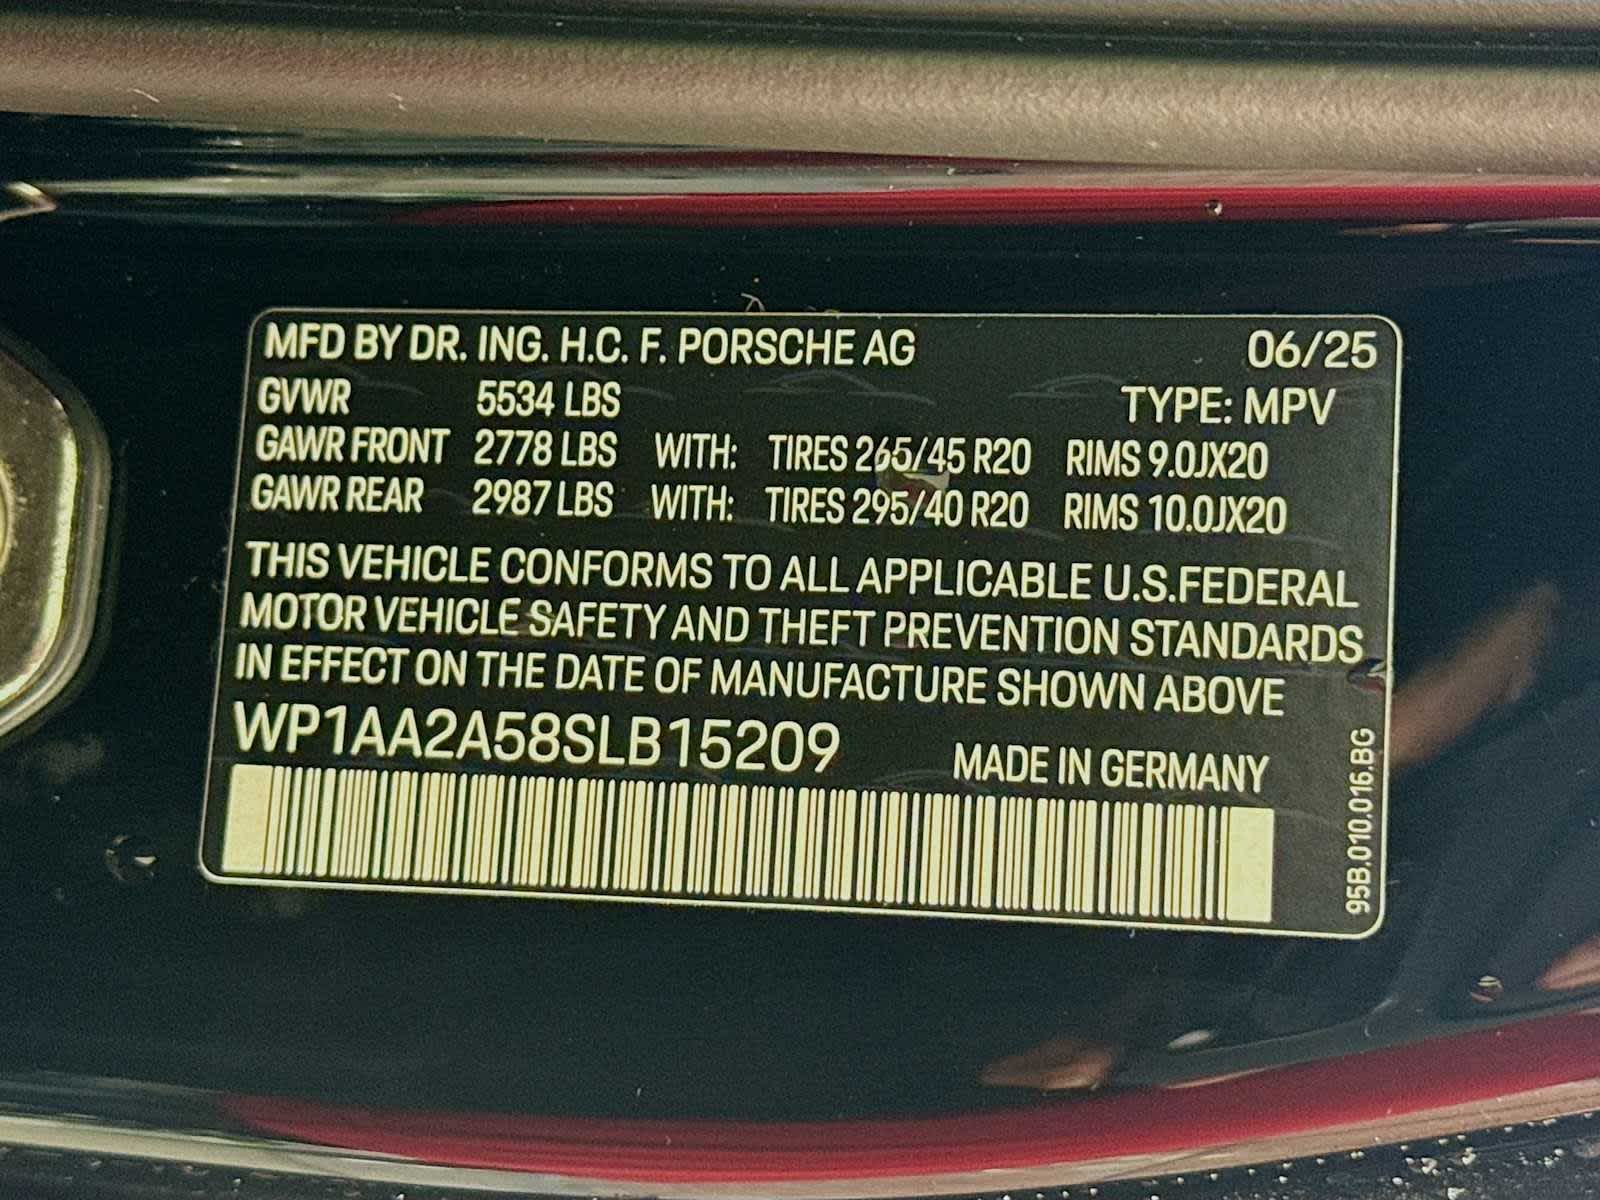 MFD BY DR. ING. H.C. F. PORSCHE AG 06/25
GVWR 5534 LBS TYPE: MPV
GAWR FRONT 2778 LBS WITH: TIRES 265/45 R20 RIMS 9.0JX20
GAWR REAR 2987 LBS WITH: TIRES 295/40 R20 RIMS 10.0JX20
THIS VEHICLE CONFORMS TO ALL APPLICABLE U.S.FEDERAL
MOTOR VEHICLE SAFETY AND THEFT PREVENTION STANDARDS
IN EFFECT ON THE DATE OF MANUFACTURE SHOWN ABOVE
WP1AA2A58SLB15209 MADE IN GERMANY
95B.010.016.BG